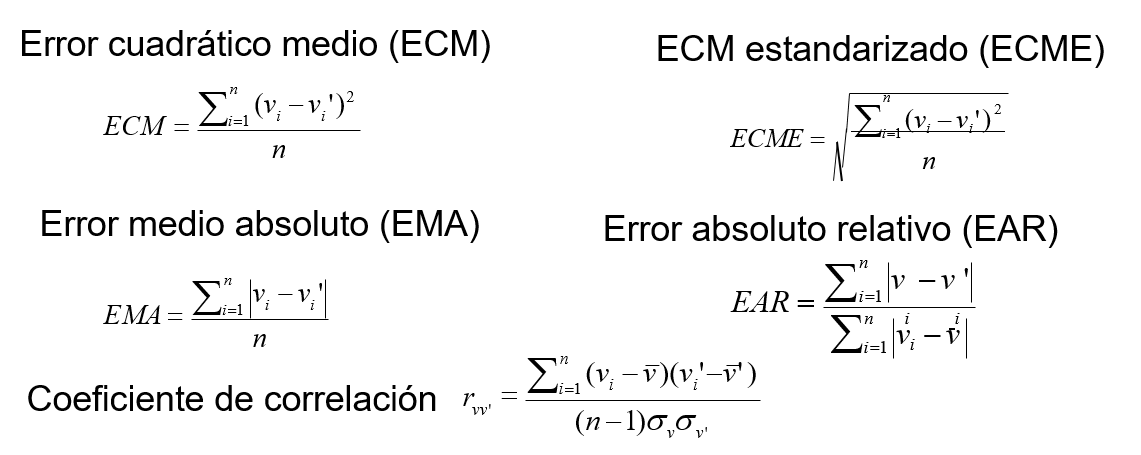 Error cuadrático medio (ECM)
ECM estandarizado (ECME)
ECM = \frac{\sum_{i=1}^{n} (v_i - v_i')^2}{n}
ECME = \sqrt{\frac{\sum_{i=1}^{n} (v_i - v_i')^2}{n}}
Error medio absoluto (EMA)
Error absoluto relativo (EAR)
EMA = \frac{\sum_{i=1}^{n} |v_i - v_i'|}{n}
EAR = \frac{\sum_{i=1}^{n} |v_i - v_i'|}{\sum_{i=1}^{n} |v_i - \bar{v}|}
Coeficiente de correlación r_{vv'} = \frac{\sum_{i=1}^{n} (v_i - \bar{v})(v_i' - \bar{v}')}{(n-1)\sigma_v \sigma_{v'}}